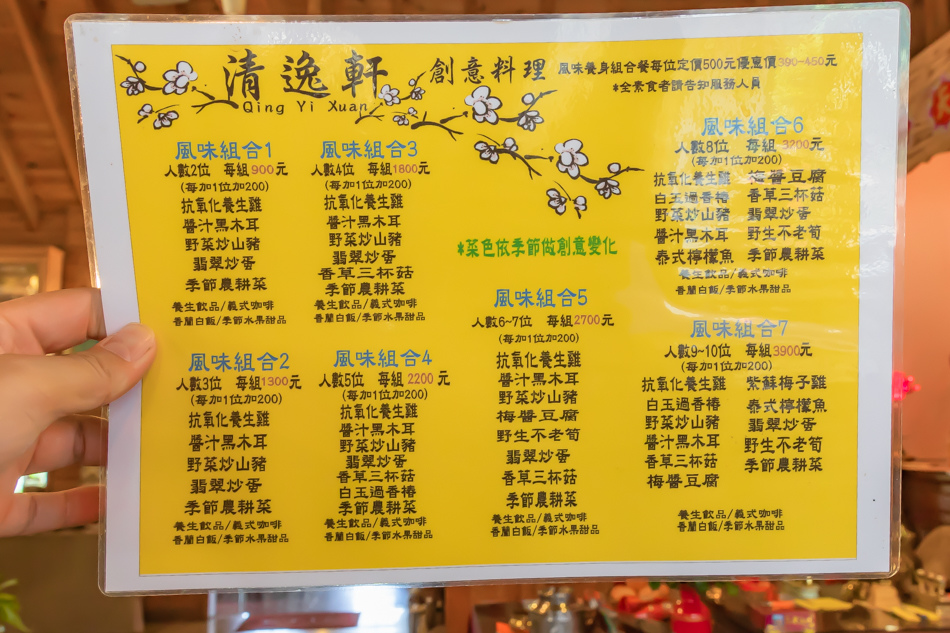 清逸軒 創意料理
Qing Yi Xuan
風味養身組合餐每位定價500元優惠價390-450元
*全素食者請告知服務人員
風味組合1
人數2位 每組900元
(每加1位加200)
抗氧化養生雞
醬汁黑木耳
野菜炒山豬
翡翠炒蛋
季節農耕菜
養生飲品/義式咖啡
香蘭白飯/季節水果甜品
風味組合2
人數3位 每組1300元
(每加1位加200)
抗氧化養生雞
醬汁黑木耳
野菜炒山豬
翡翠炒蛋
季節農耕菜
養生飲品/義式咖啡
香蘭白飯/季節水果甜品
風味組合3
人數4位 每組1800元
(每加1位加200)
抗氧化養生雞
醬汁黑木耳
野菜炒山豬
翡翠炒蛋
香草三杯菇
季節農耕菜
養生飲品/義式咖啡
香蘭白飯/季節水果甜品
風味組合4
人數5位 每組2200元
(每加1位加200)
抗氧化養生雞
醬汁黑木耳
野菜炒山豬
翡翠炒蛋
香草三杯菇
白玉過香椿
季節農耕菜
養生飲品/義式咖啡
香蘭白飯/季節水果甜品
*菜色依季節做創意變化
風味組合5
人數6~7位 每組2700元
(每加1位加200)
抗氧化養生雞
醬汁黑木耳
野菜炒山豬
梅醬豆腐
野生不老筍
翡翠炒蛋
香草三杯菇
季節農耕菜
養生飲品/義式咖啡
香蘭白飯/季節水果甜品
風味組合6
人數8位 每組3200元
(每加1位加200)
抗氧化養生雞 梅醬豆腐
白玉過香椿 香草三杯菇
野菜炒山豬 翡翠炒蛋
醬汁黑木耳 野生不老筍
泰式檸檬魚 季節農耕菜
養生飲品/義式咖啡
香蘭白飯/季節水果甜品
風味組合7
人數9~10位 每組3900元
(每加1位加200)
抗氧化養生雞 紫蘇梅子雞
白玉過香椿 泰式檸檬魚
野菜炒山豬 翡翠炒蛋
醬汁黑木耳 野生不老筍
香草三杯菇 季節農耕菜
梅醬豆腐
養生飲品/義式咖啡
香蘭白飯/季節水果甜品